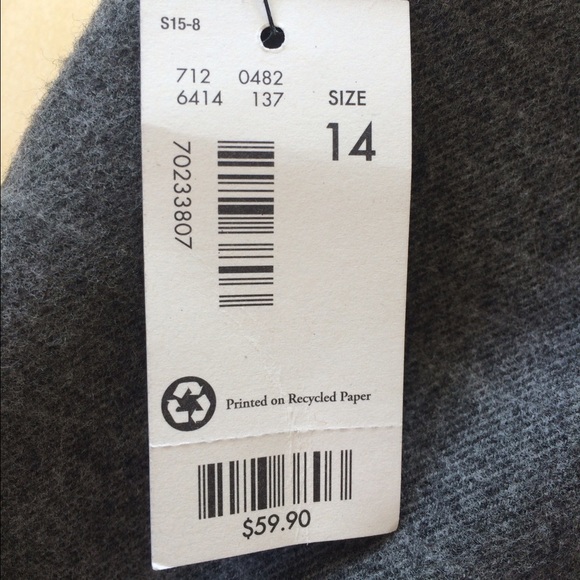 S15-8
712 0482
6414 137
SIZE
14
70233807
Printed on Recycled Paper
$59.90